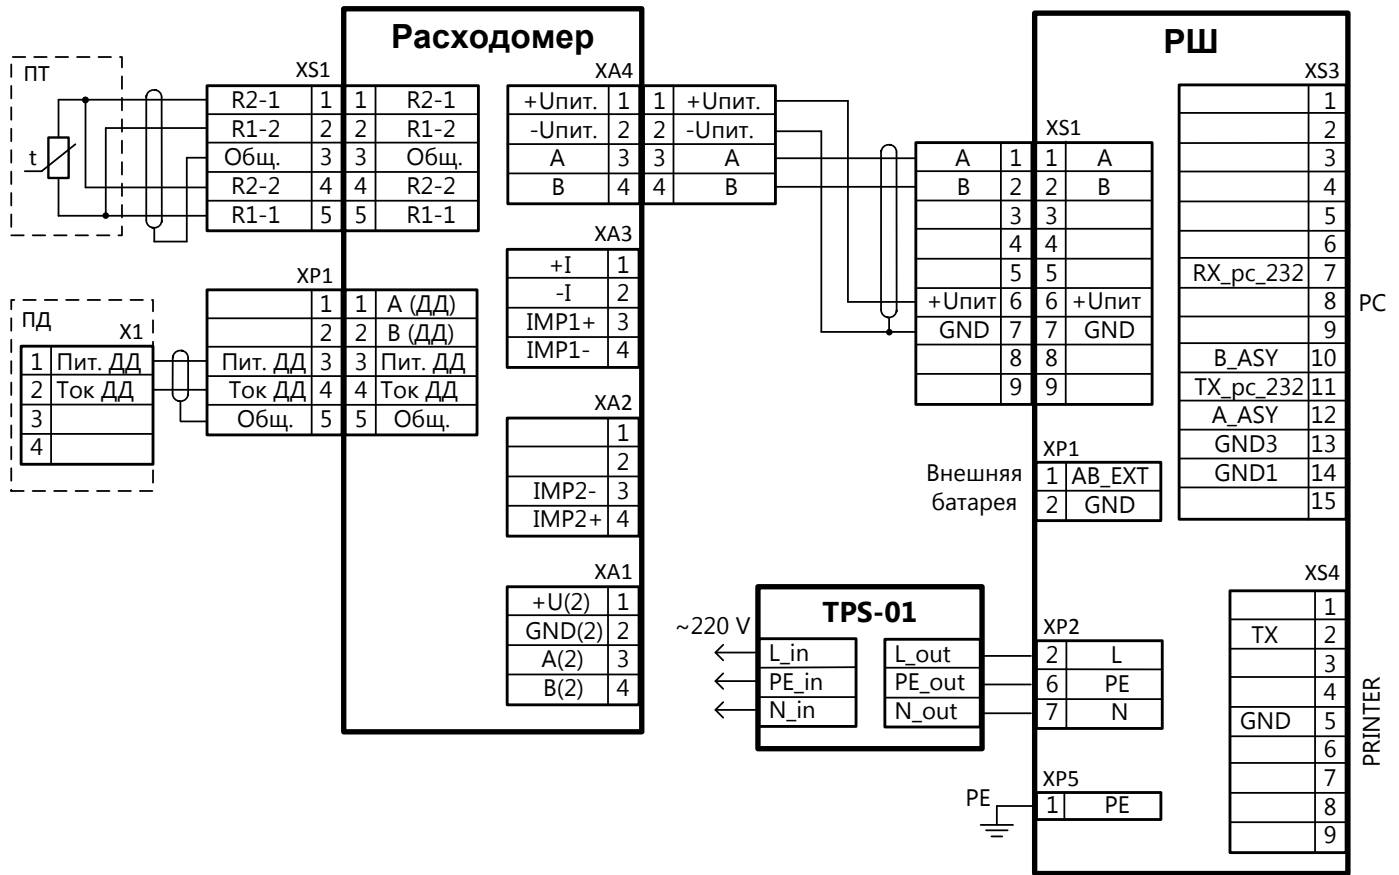 Расходомер
РШ
ПТ
t
XS1
R2-1 1 1 R2-1
R1-2 2 2 R1-2
Общ. 3 3 Общ.
R2-2 4 4 R2-2
R1-1 5 5 R1-1
ПД
X1
1 Пит. ДД
2 Ток ДД
3
4
XP1
1 1 А (ДД)
2 2 В (ДД)
Пит. ДД 3 3 Пит. ДД
Ток ДД 4 4 Ток ДД
Общ. 5 5 Общ.
XA4
+Uпит. 1 1 +Uпит.
-Uпит. 2 2 -Uпит.
A 3 3 A
B 4 4 B
XA3
+I 1
-I 2
IMP1+ 3
IMP1- 4
XA2
1
2
IMP2- 3
IMP2+ 4
XA1
+U(2) 1
GND(2) 2
A(2) 3
B(2) 4
XS1
A 1 1 A
B 2 2 B
3 3
4 4
5 5
+Uпит 6 6 +Uпит
GND 7 7 GND
8 8
9 9
Внешняя
батарея
XP1
1 AB_EXT
2 GND
~220 V
TPS-01
L_in L_out
PE_in PE_out
N_in N_out
XP2
2 L
6 PE
7 N
PE
XP5
1 PE
XS3
1
2
3
4
5
6
RX_pc_232 7
8
9
B_ASY 10
TX_pc_232 11
A_ASY 12
GND3 13
GND1 14
15
PC
XS4
1
TX 2
3
4
GND 5
6
7
8
9
PRINTER